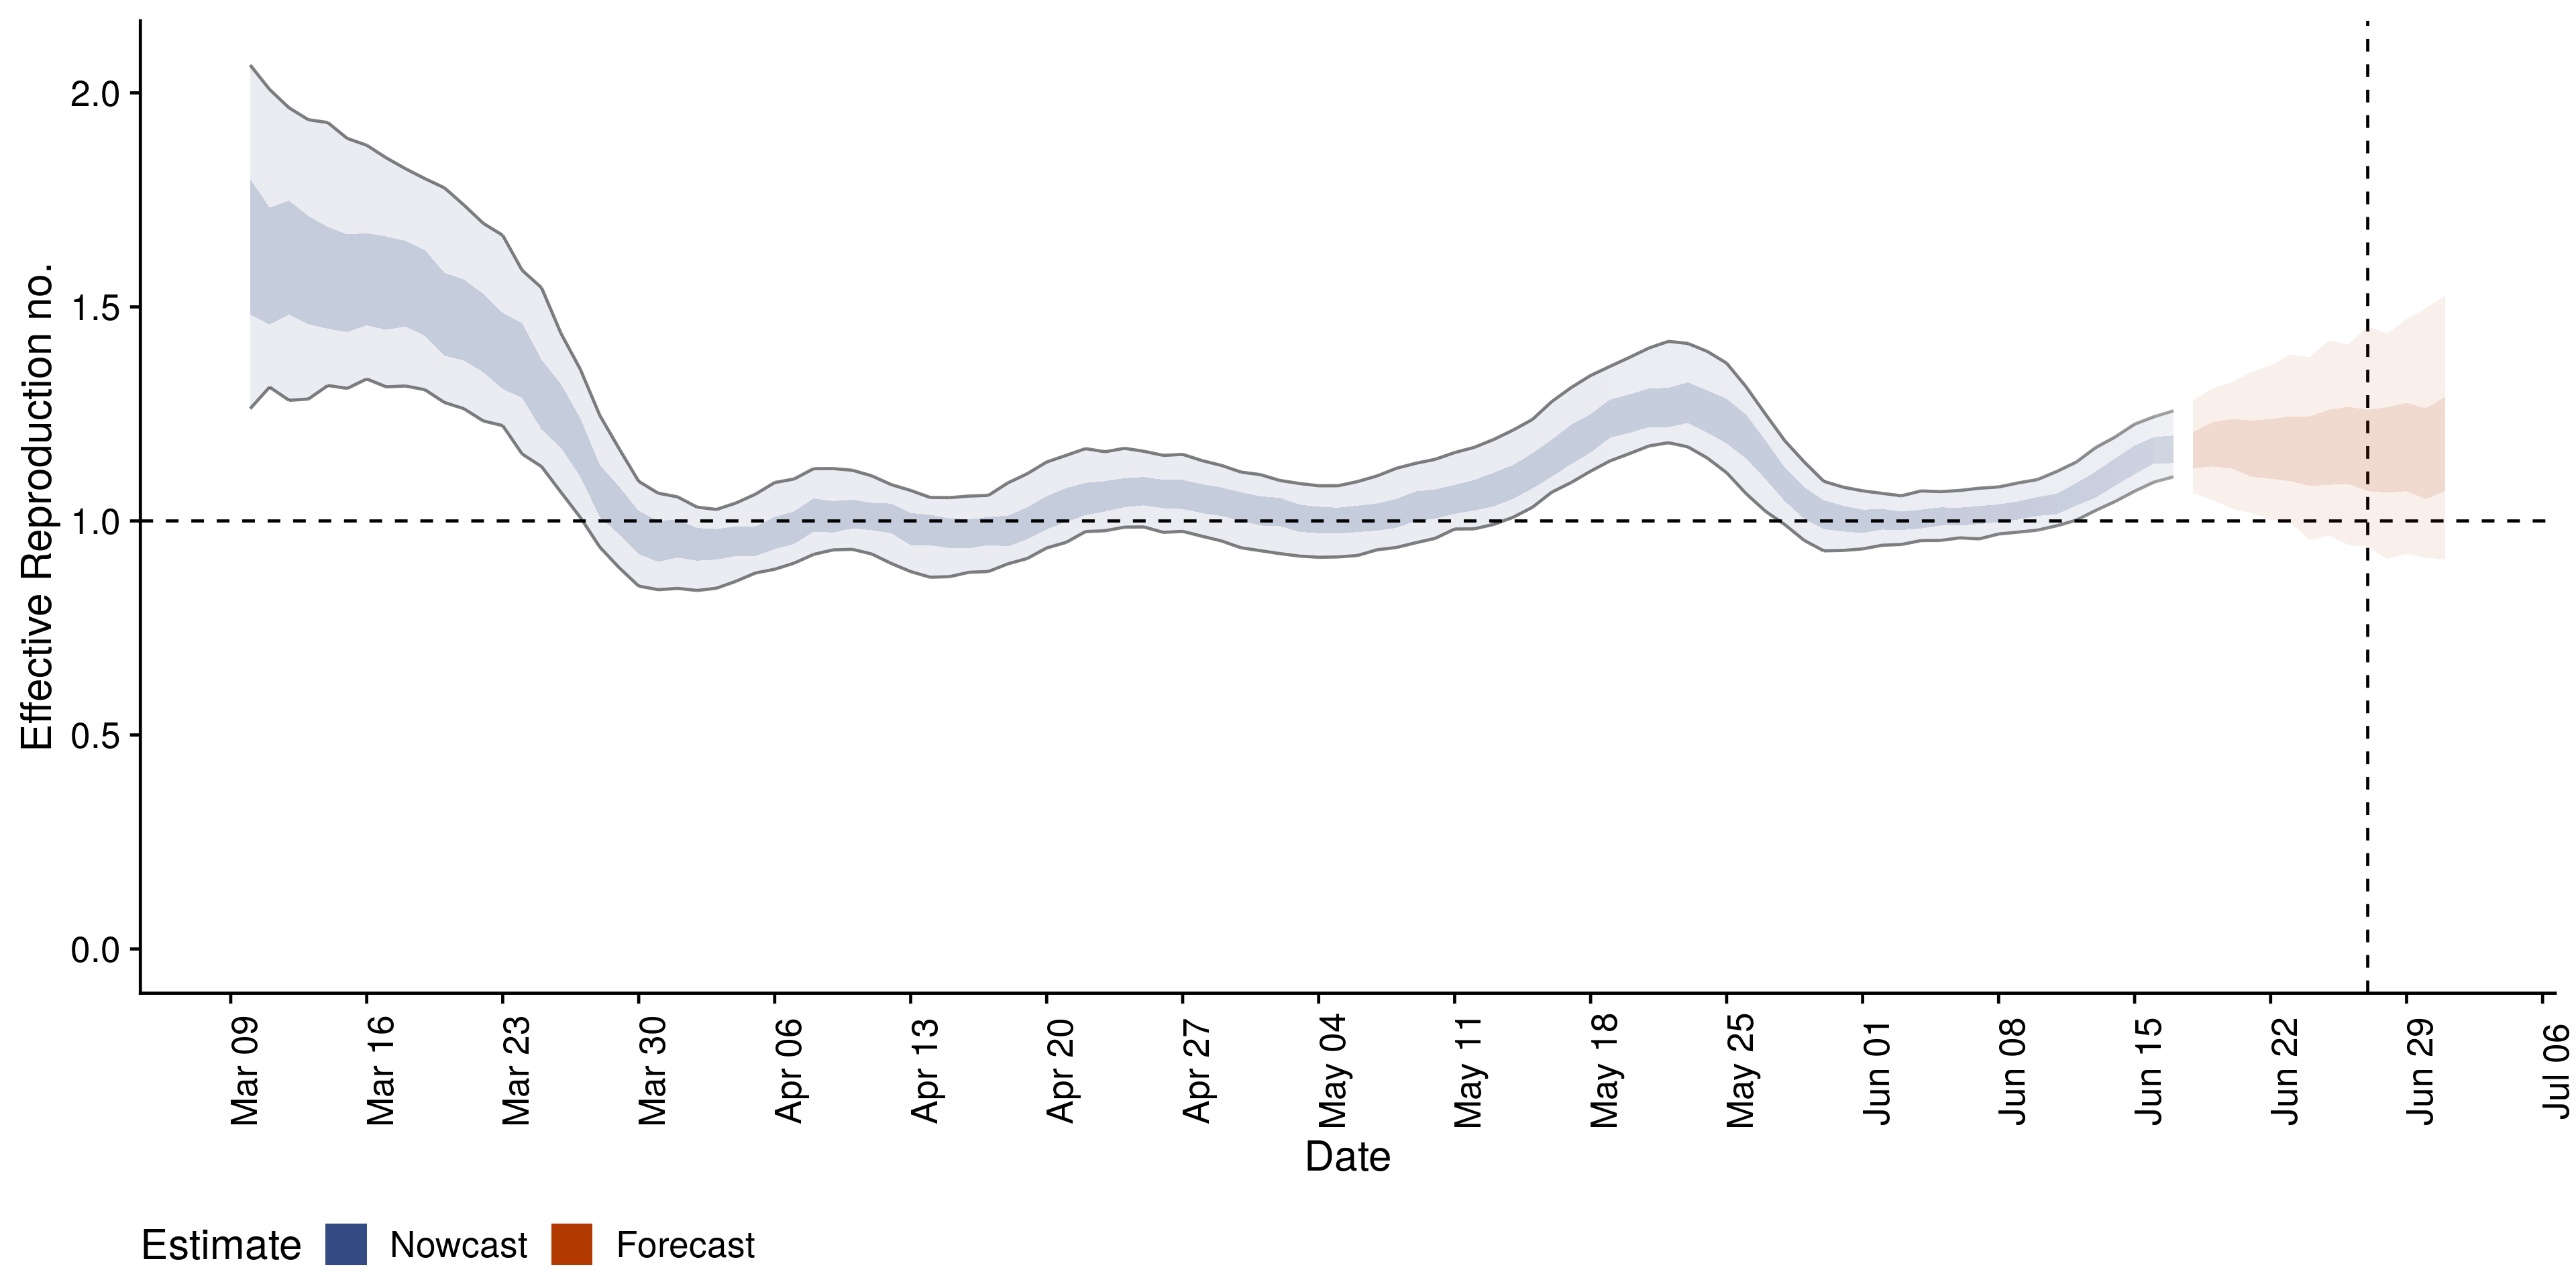 Effective Reproduction no.
2.0
1.5
1.0
0.5
0.0
Mar 09
Mar 16
Mar 23
Mar 30
Apr 06
Apr 13
Apr 20
Apr 27
May 04
May 11
May 18
May 25
Jun 01
Jun 08
Jun 15
Jun 22
Jun 29
Jul 06
Date
Estimate Nowcast Forecast